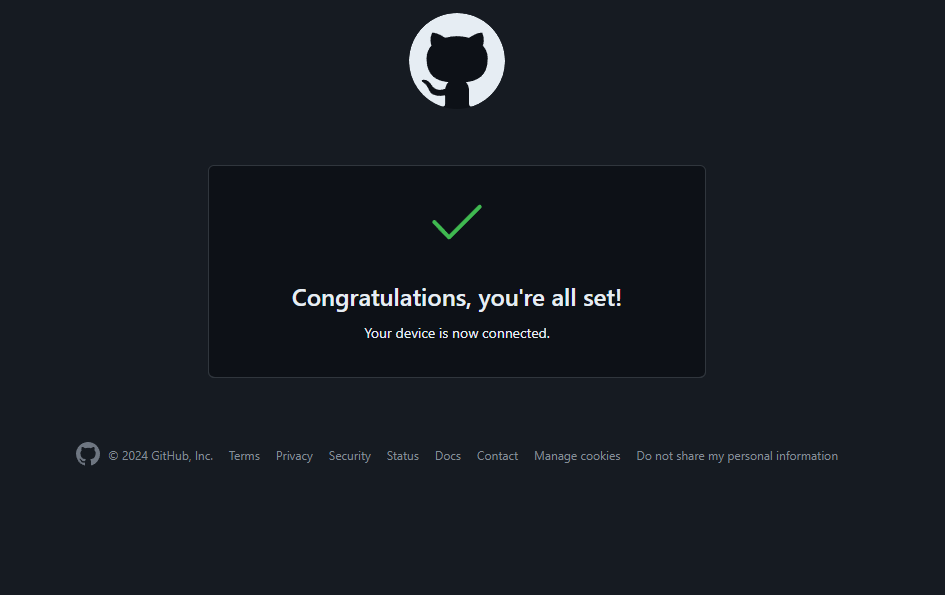 Congratulations, you're all set!
Your device is now connected.
© 2024 GitHub, Inc. Terms Privacy Security Status Docs Contact Manage cookies Do not share my personal information